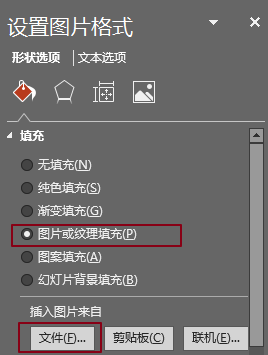 设置图片格式
形状选项 文本选项
填充
无填充(N)
纯色填充(S)
渐变填充(G)
图片或纹理填充(P)
图案填充(A)
幻灯片背景填充(B)
插入图片来自
文件(F)... 剪贴板(C) 联机(E)...